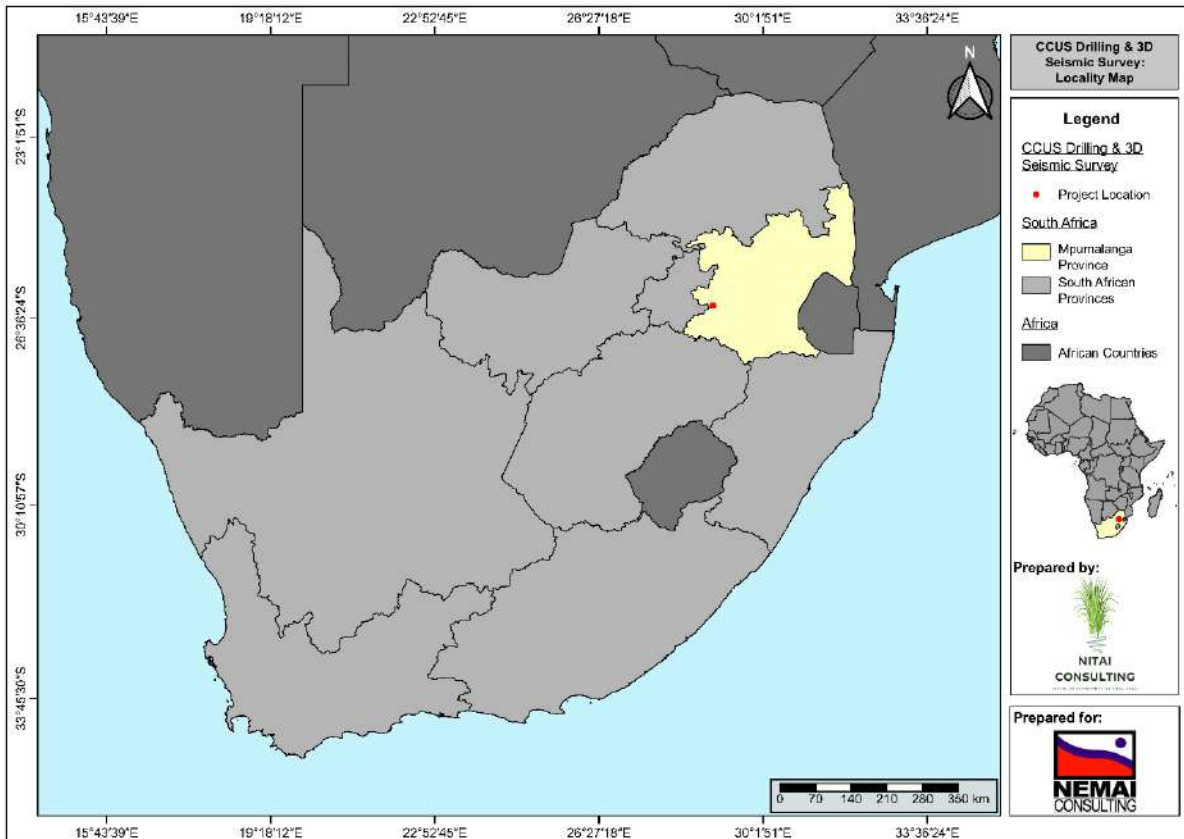 15°43'39"E 19°18'12"E 22°52'45"E 26°27'18"E 30°1'51"E 33°36'24"E
23°1'51"S
26°36'24"S
30°10'57"S
33°45'30"S
N
0 70 140 210 280 350 km
15°43'39"E 19°18'12"E 22°52'45"E 26°27'18"E 30°1'51"E 33°36'24"E
CCUS Drilling & 3D
Seismic Survey:
Locality Map
Legend
CCUS Drilling & 3D
Seismic Survey
Project Location
South Africa
Mpumalanga
Province
South African
Provinces
Africa
African Countries
Prepared by:
NITAI
CONSULTING
Prepared for:
NEMAI
CONSULTING